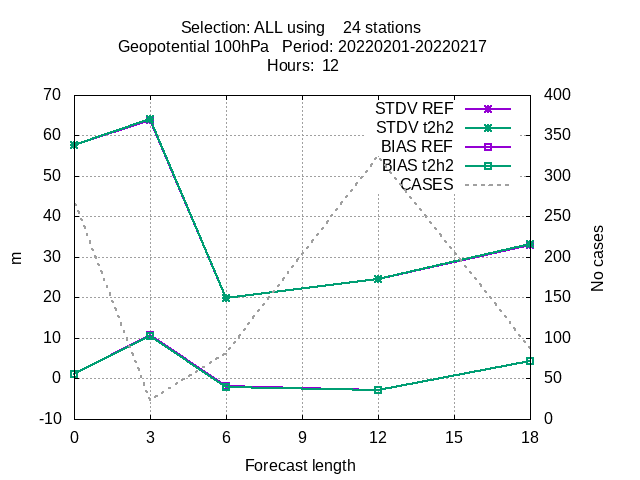 Selection: ALL using    24 stations
Geopotential 100hPa   Period: 20220201-20220217
Hours:  12
70
60
50
40
30
20
10
0
-10
400
350
300
250
200
150
100
50
0
STDV REF
STDV t2h2
BIAS REF
BIAS t2h2
CASES
m
No cases
0 3 6 9 12 15 18
Forecast length